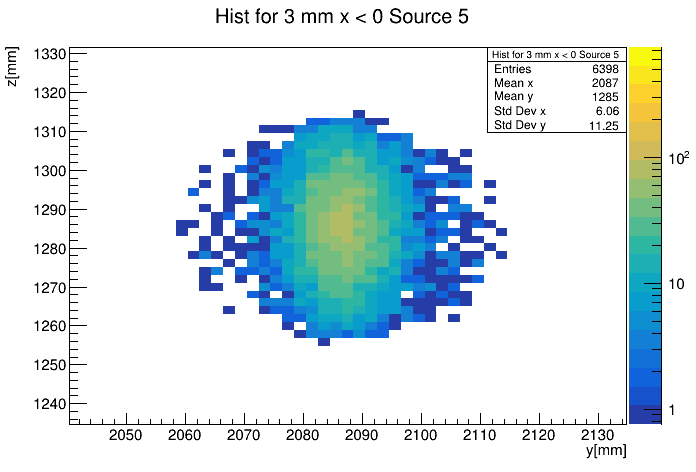 Hist for 3 mm x < 0 Source 5
z[mm]
1330
1320
1310
1300
1290
1280
1270
1260
1250
1240
Hist for 3 mm x < 0 Source 5
Entries 6398
Mean x 2087
Mean y 1285
Std Dev x 6.06
Std Dev y 11.25
10²
10
1
2050 2060 2070 2080 2090 2100 2110 2120 2130
y[mm]